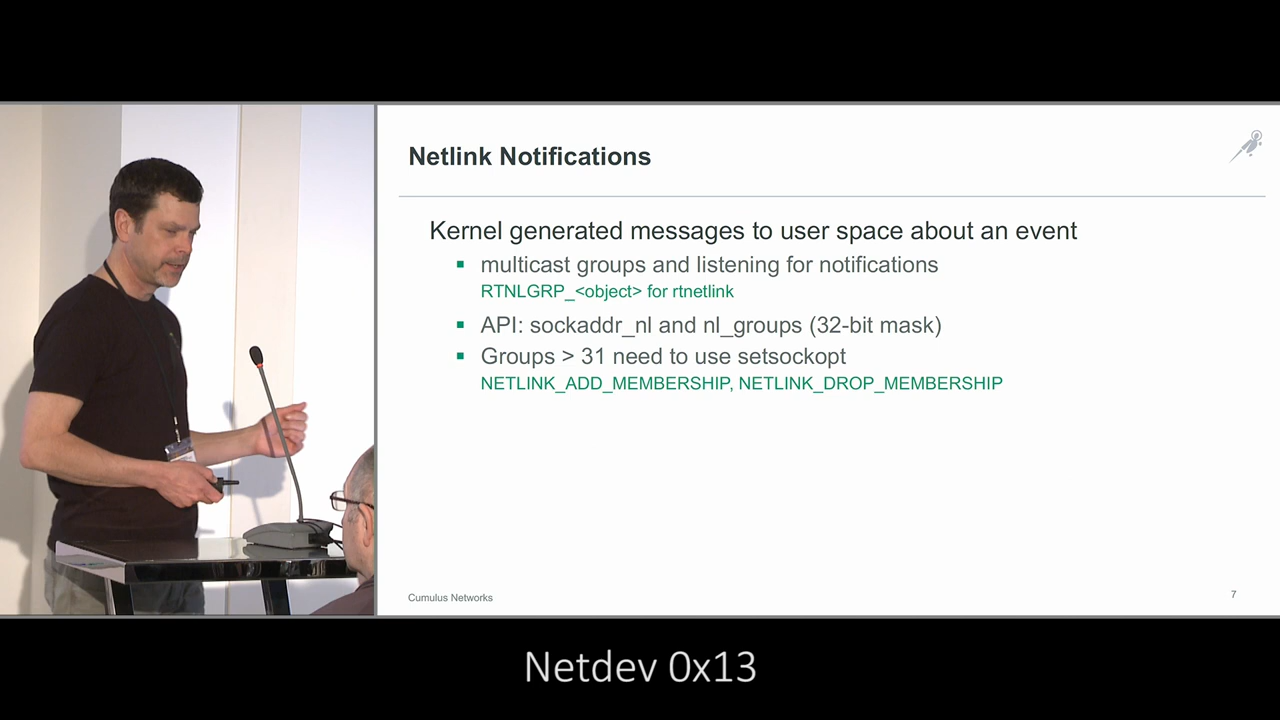 Netlink Notifications
Kernel generated messages to user space about an event
▪ multicast groups and listening for notifications
RTNLGRP_<object> for rtnetlink
▪ API: sockaddr_nl and nl_groups (32-bit mask)
▪ Groups > 31 need to use setsockopt
NETLINK_ADD_MEMBERSHIP, NETLINK_DROP_MEMBERSHIP
Cumulus Networks
7
Netdev 0x13